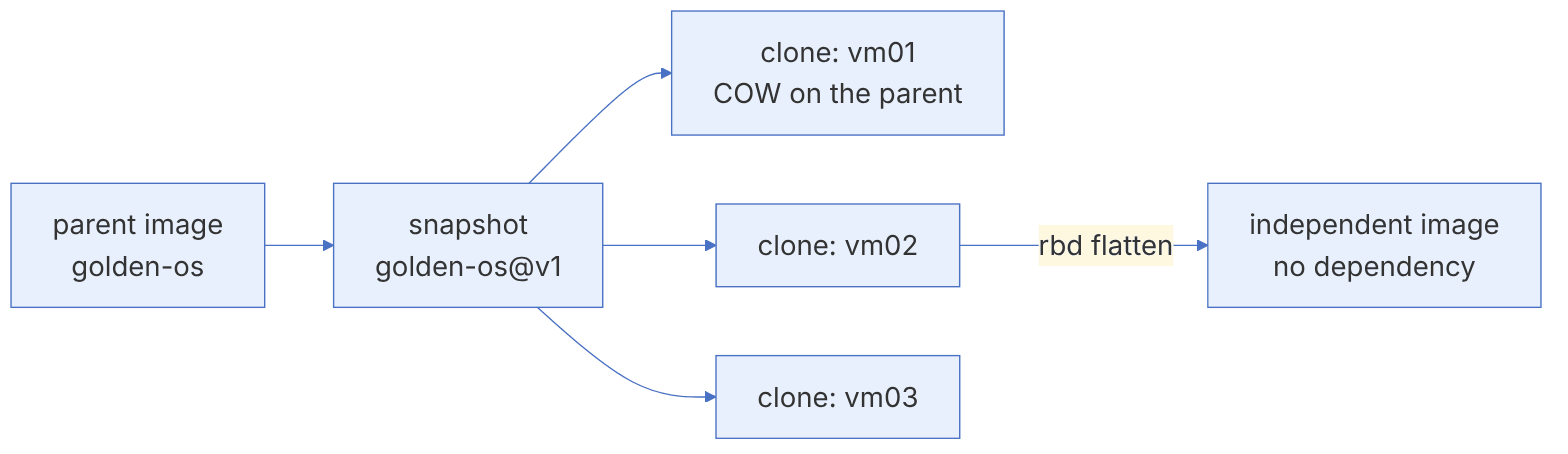 parent image
golden-os
snapshot
golden-os@v1
clone: vm01
COW on the parent
clone: vm02
rbd flatten
independent image
no dependency
clone: vm03